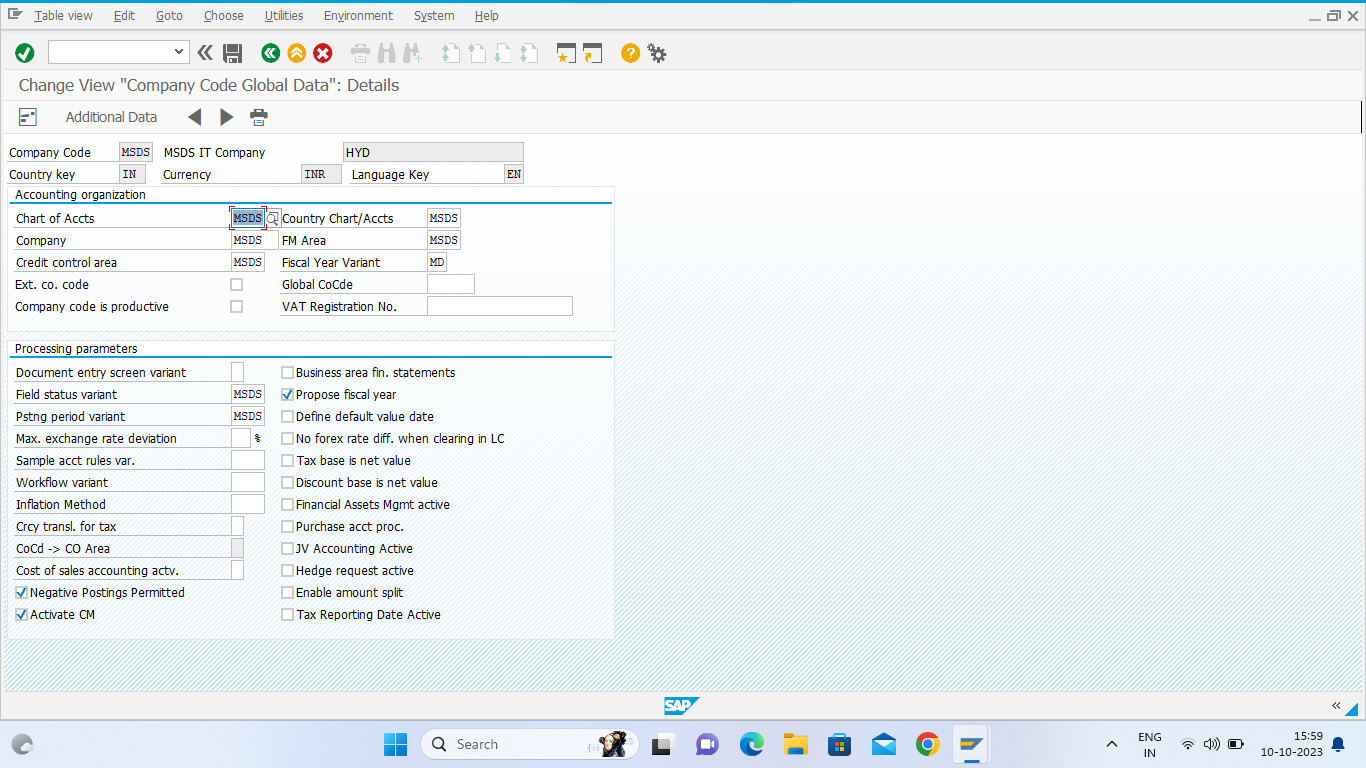 Table view Edit Goto Choose Utilities Environment System Help
Change View "Company Code Global Data": Details
Additional Data
Company Code MSDS MSDS IT Company HYD
Country key IN Currency INR Language Key EN
Accounting organization
Chart of Accts MSDS Country Chart/Accts MSDS
Company MSDS FM Area MSDS
Credit control area MSDS Fiscal Year Variant MD
Ext. co. code Global CoCde
Company code is productive VAT Registration No.
Processing parameters
Document entry screen variant Business area fin. statements
Field status variant MSDS Propose fiscal year
Pstng period variant MSDS Define default value date
Max. exchange rate deviation % No forex rate diff. when clearing in LC
Sample acct rules var. Tax base is net value
Workflow variant Discount base is net value
Inflation Method Financial Assets Mgmt active
Crcy transl. for tax Purchase acct proc.
CoCd -> CO Area JV Accounting Active
Cost of sales accounting actv. Hedge request active
Negative Postings Permitted Enable amount split
Activate CM Tax Reporting Date Active
SAP
Search ENG 15:59
IN 10-10-2023